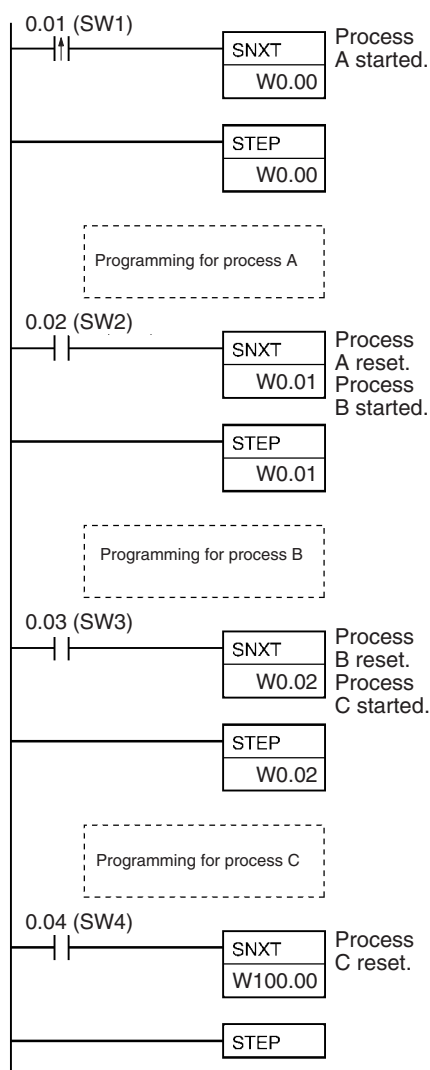 0.01 (SW1)
SNXT
W0.00
Process
A started.
STEP
W0.00
Programming for process A
0.02 (SW2)
SNXT
W0.01
Process
A reset.
Process
B started.
STEP
W0.01
Programming for process B
0.03 (SW3)
SNXT
W0.02
Process
B reset.
Process
C started.
STEP
W0.02
Programming for process C
0.04 (SW4)
SNXT
W100.00
Process
C reset.
STEP